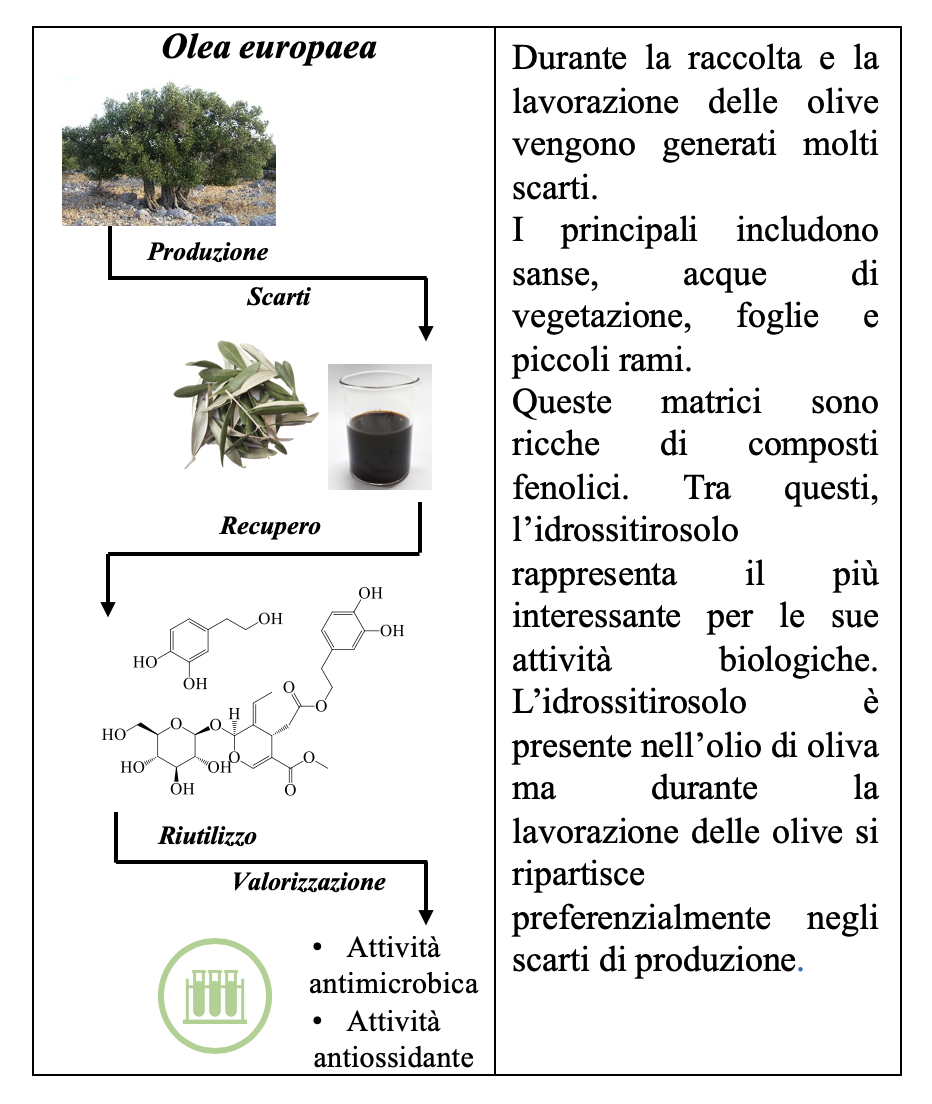 Olea europaea
Produzione
Scarti
Recupero
OH
HO
OH
OH
OH
O
O
H
HO
O
O
HO
OH
O
O
OH
O
Riutilizzo
Valorizzazione
• Attività
antimicrobica
• Attività
antiossidante
Durante la raccolta e la
lavorazione delle olive
vengono generati molti
scarti.
I principali includono
sanse, acque di
vegetazione, foglie e
piccoli rami.
Queste matrici sono
ricche di composti
fenolici. Tra questi,
l’idrossitirosolo
rappresenta il più
interessante per le sue
attività biologiche.
L’idrossitirosolo è
presente nell’olio di oliva
ma durante la
lavorazione delle olive si
ripartisce
preferenzialmente negli
scarti di produzione.